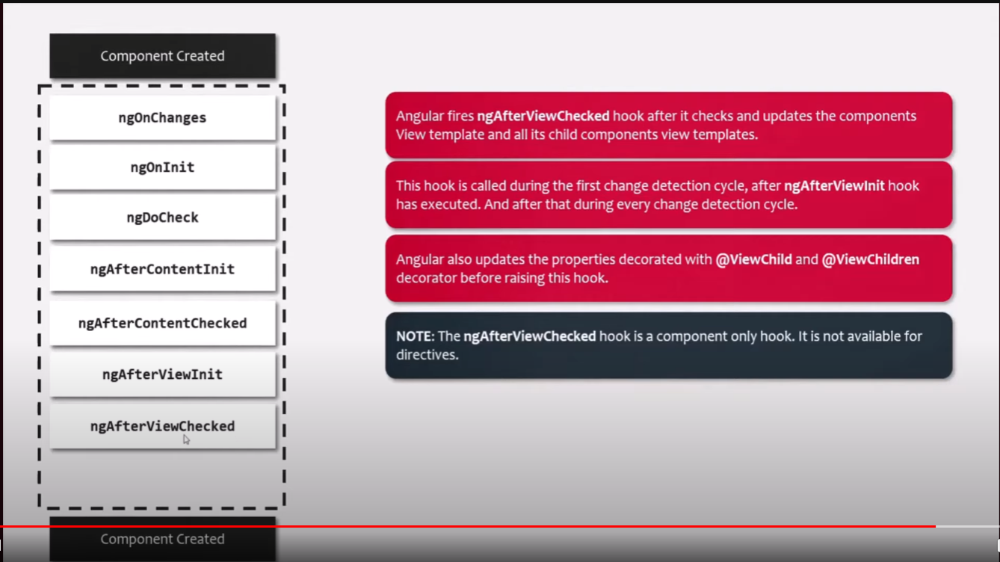 Component Created
ngOnChanges
ngOnInit
ngDoCheck
ngAfterContentInit
ngAfterContentChecked
ngAfterViewInit
ngAfterViewChecked
Component Created
Angular fires ngAfterViewChecked hook after it checks and updates the components
View template and all its child components view templates.
This hook is called during the first change detection cycle, after ngAfterViewInit hook
has executed. And after that during every change detection cycle.
Angular also updates the properties decorated with @ViewChild and @ViewChildren
decorator before raising this hook.
NOTE: The ngAfterViewChecked hook is a component only hook. It is not available for
directives.